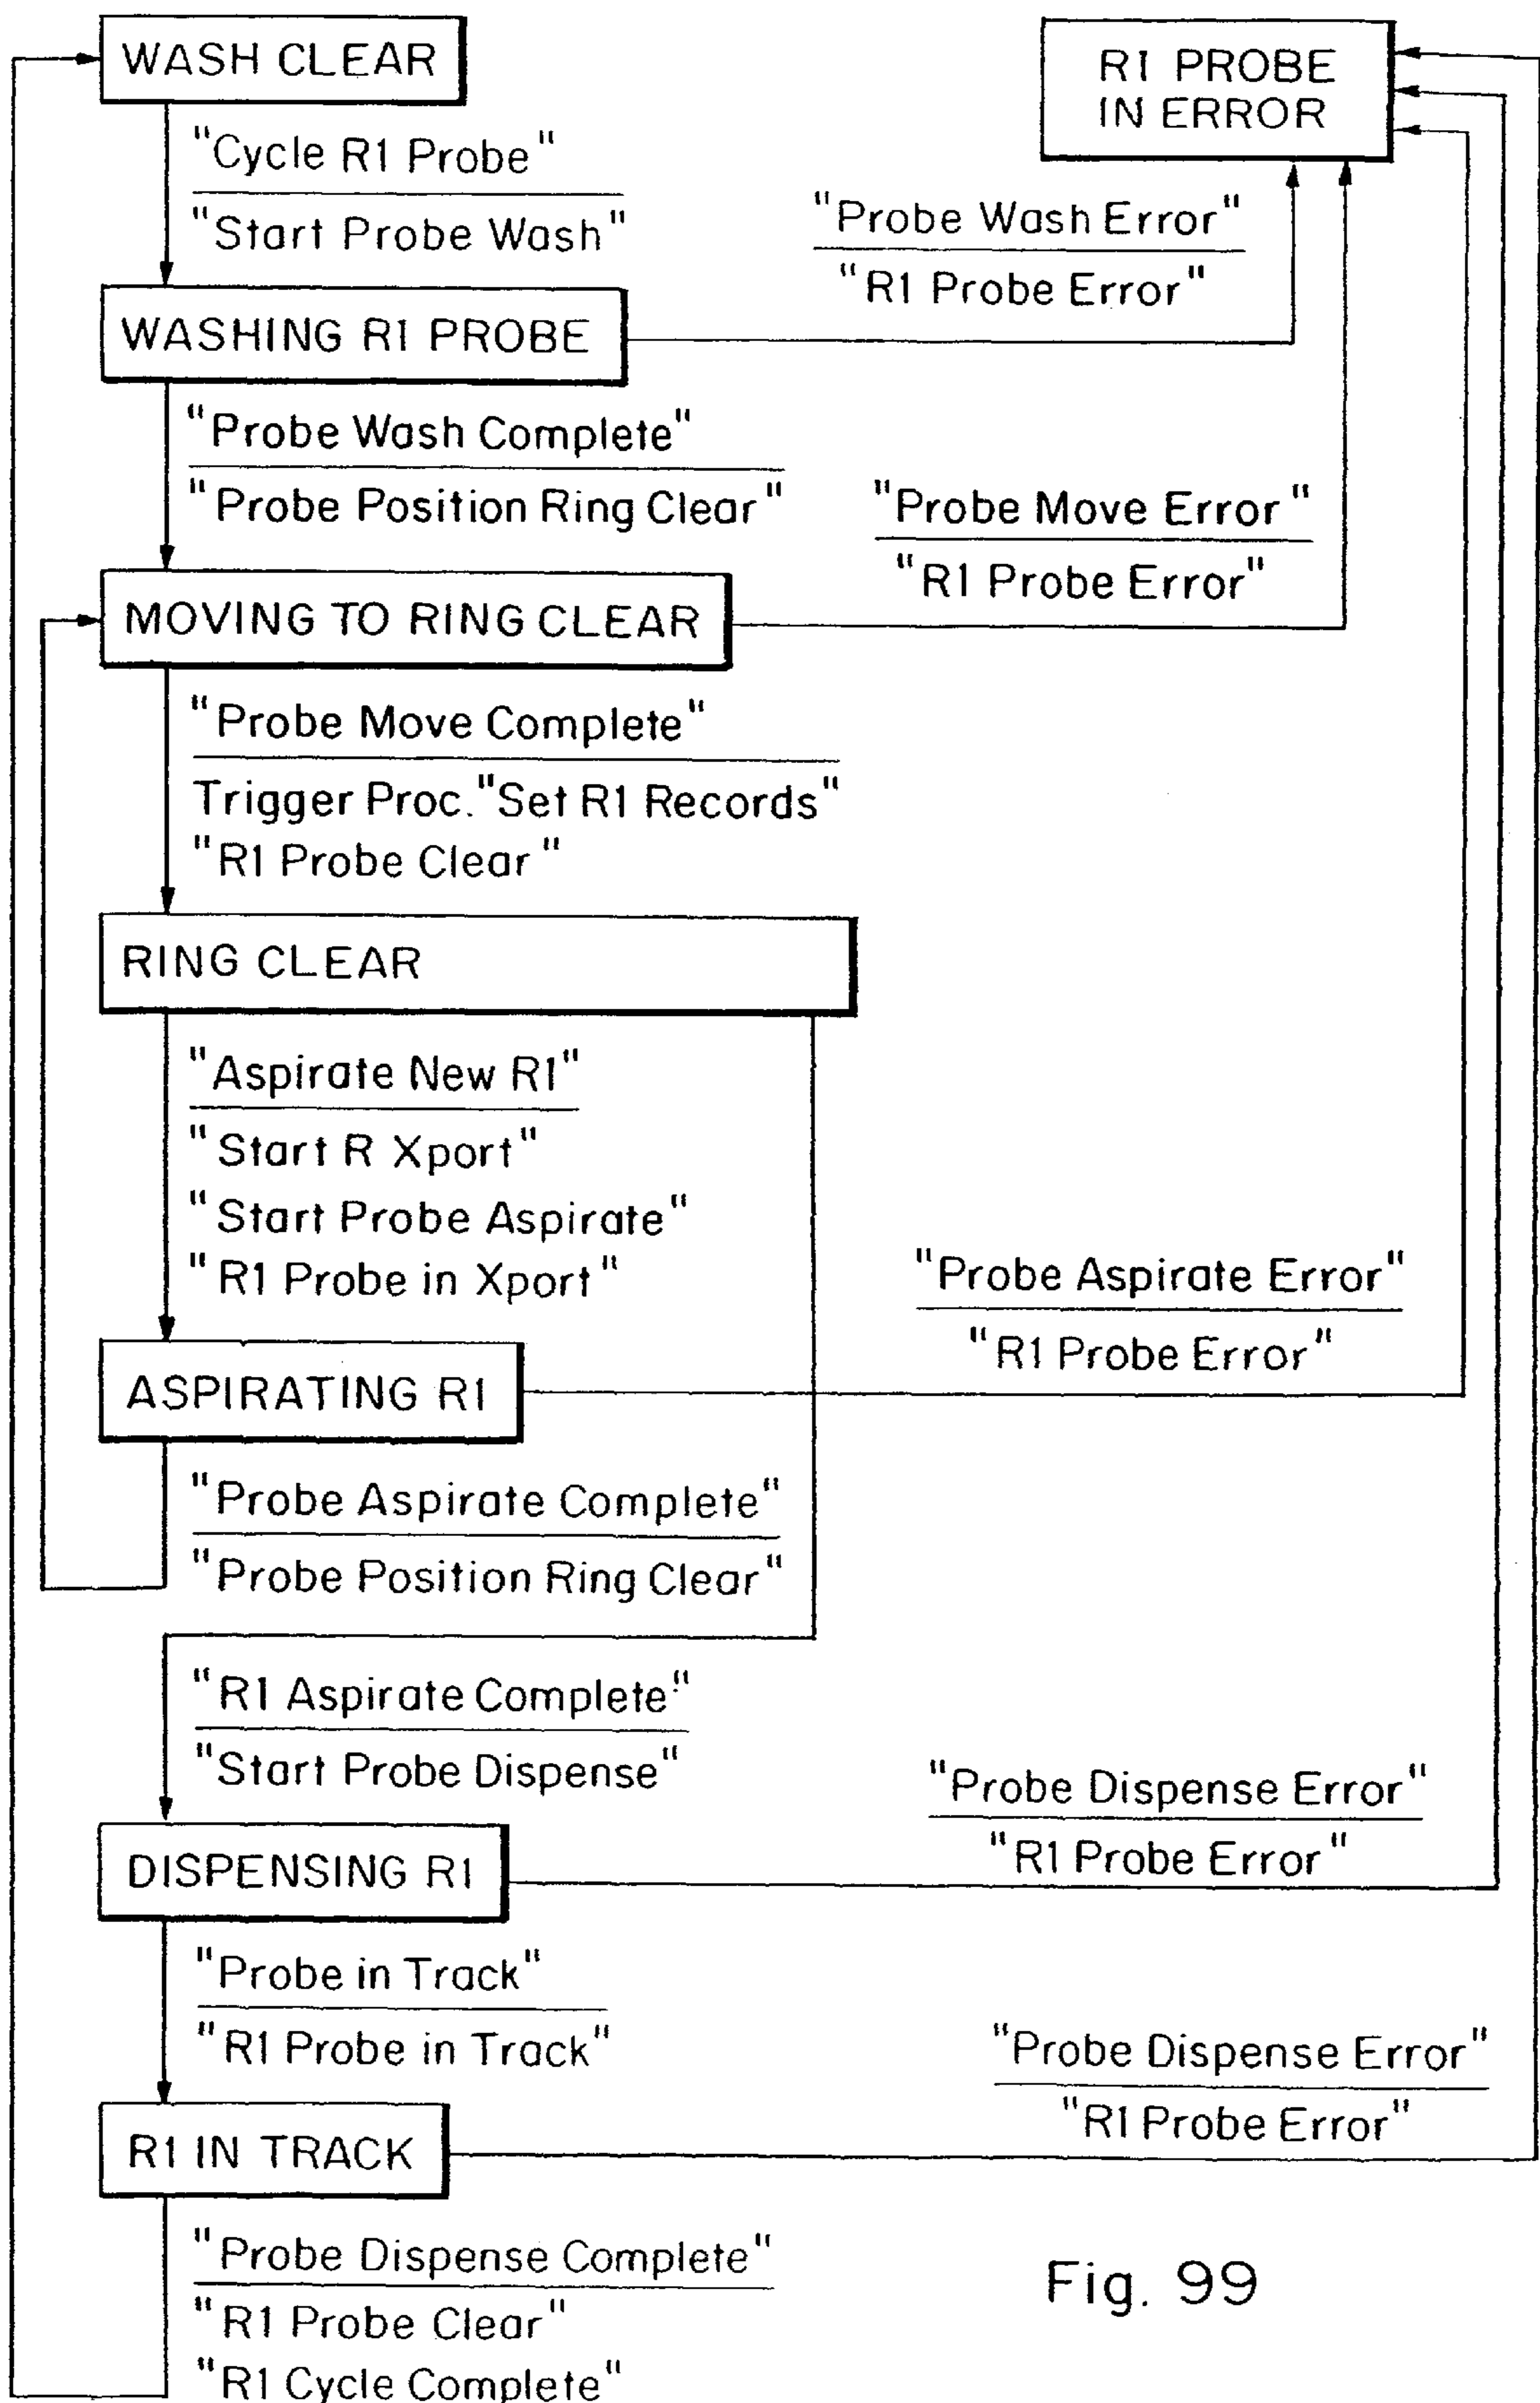 WASH CLEAR
R1 PROBE
IN ERROR
"Cycle R1 Probe"
"Start Probe Wash"
"Probe Wash Error"
"R1 Probe Error"
WASHING R1 PROBE
"Probe Wash Complete"
"Probe Position Ring Clear"
"Probe Move Error"
"R1 Probe Error"
MOVING TO RING CLEAR
"Probe Move Complete"
Trigger Proc. "Set R1 Records"
"R1 Probe Clear"
RING CLEAR
"Aspirate New R1"
"Start R Xport"
"Start Probe Aspirate"
"R1 Probe in Xport"
"Probe Aspirate Error"
"R1 Probe Error"
ASPIRATING R1
"Probe Aspirate Complete"
"Probe Position Ring Clear"
"R1 Aspirate Complete"
"Start Probe Dispense"
"Probe Dispense Error"
"R1 Probe Error"
DISPENSING R1
"Probe in Track"
"R1 Probe in Track"
"Probe Dispense Error"
"R1 Probe Error"
R1 IN TRACK
"Probe Dispense Complete"
"R1 Probe Clear"
"R1 Cycle Complete"
Fig. 99